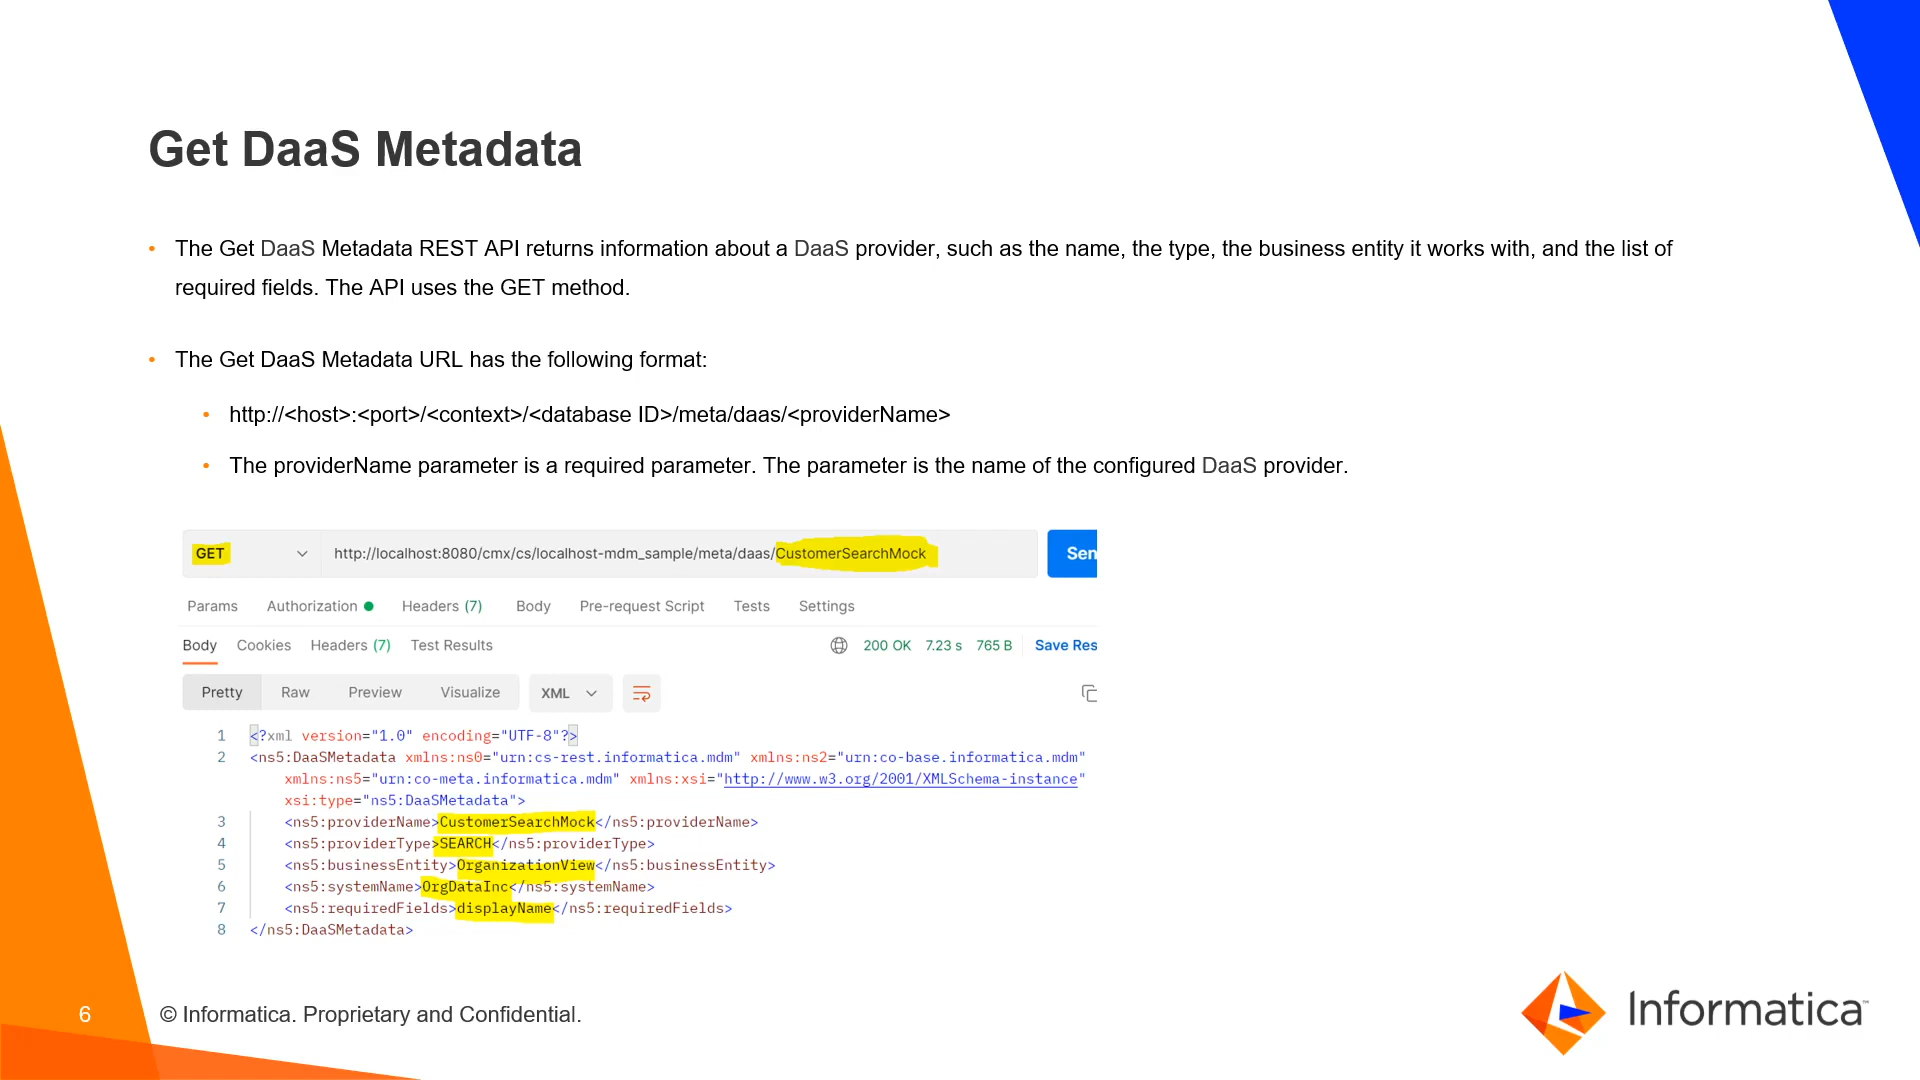 Get DaaS Metadata
• The Get DaaS Metadata REST API returns information about a DaaS provider, such as the name, the type, the business entity it works with, and the list of
required fields. The API uses the GET method.
• The Get DaaS Metadata URL has the following format:
• http://<host>:<port>/<context>/<database ID>/meta/daas/<providerName>
• The providerName parameter is a required parameter. The parameter is the name of the configured DaaS provider.
GET http://localhost:8080/cmx/cs/localhost-mdm_sample/meta/daas/CustomerSearchMock Sen
Params Authorization Headers (7) Body Pre-request Script Tests Settings
Body Cookies Headers (7) Test Results 200 OK 7.23 s 765 B Save Res
Pretty Raw Preview Visualize XML
1 <?xml version="1.0" encoding="UTF-8"?>
2 <ns5:DaaSMetadata xmlns:ns0="urn:cs-rest.informatica.mdm" xmlns:ns2="urn:co-base.informatica.mdm"
xmlns:ns5="urn:co-meta.informatica.mdm" xmlns:xsi="http://www.w3.org/2001/XMLSchema-instance"
xsi:type="ns5:DaaSMetadata">
3 <ns5:providerName>CustomerSearchMock</ns5:providerName>
4 <ns5:providerType>SEARCH</ns5:providerType>
5 <ns5:businessEntity>OrganizationView</ns5:businessEntity>
6 <ns5:systemName>OrgDataInc</ns5:systemName>
7 <ns5:requiredFields>displayName</ns5:requiredFields>
8 </ns5:DaaSMetadata>
6 © Informatica. Proprietary and Confidential.
Informatica™